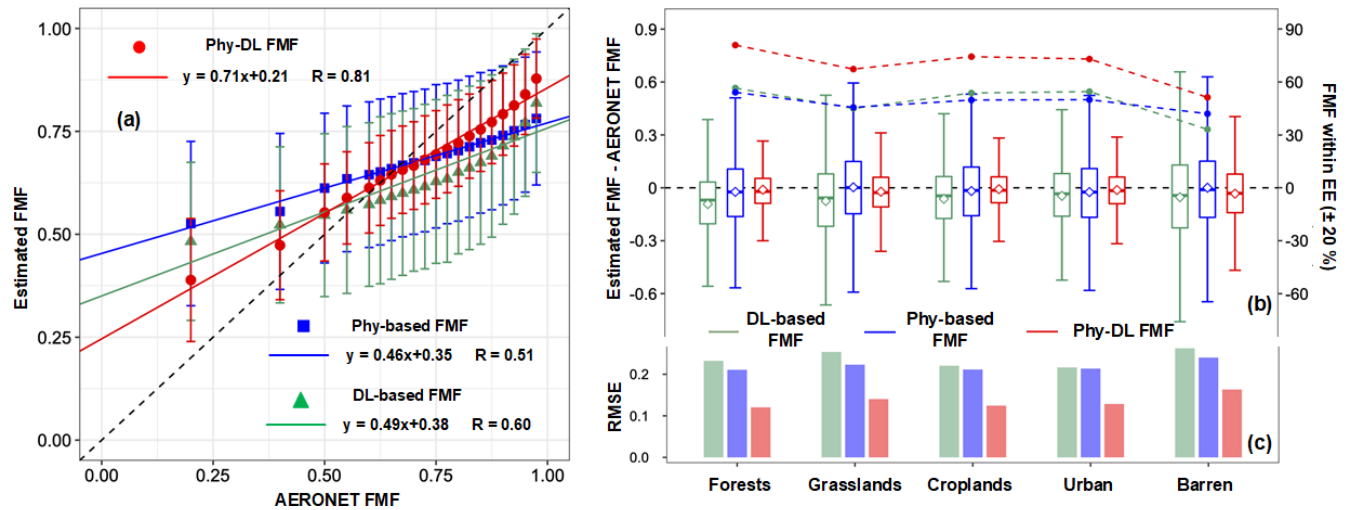 (a)
Phy-DL FMF
y = 0.71x+0.21 R = 0.81
Phy-based FMF
y = 0.46x+0.35 R = 0.51
DL-based FMF
y = 0.49x+0.38 R = 0.60
Estimated FMF
1.00
0.75
0.50
0.25
0.00
0.00 0.25 0.50 0.75 1.00
AERONET FMF
Estimated FMF - AERONET FMF
0.9
0.6
0.3
0
-0.3
-0.6
90
60
30
0
-30
-60
FMF within EE (± 20 %)
(b)
DL-based
FMF
Phy-based
FMF
Phy-DL FMF
RMSE
0.2
0.1
0.0
(c)
Forests Grasslands Croplands Urban Barren